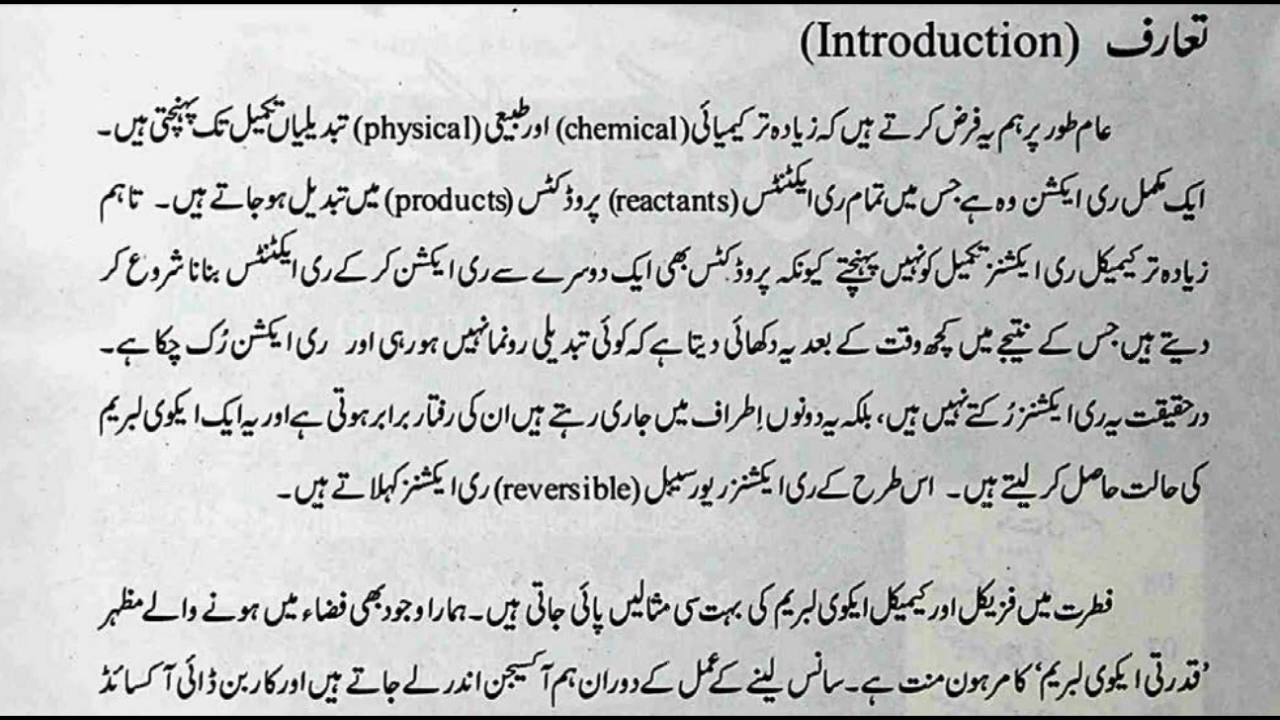 تعارف (Introduction)
عام طور پر ہم یہ فرض کرتے ہیں کہ زیادہ تر کیمیائی (chemical) اور طبیعی (physical) تبدیلیاں تکمیل تک پہنچتی ہیں۔
ایک مکمل ری ایکشن وہ ہے جس میں تمام ری ایکٹنٹس (reactants) پروڈکٹس (products) میں تبدیل ہو جاتے ہیں۔ تاہم
زیادہ تر کیمیکل ری ایکشنز تکمیل کو نہیں پہنچتے کیونکہ پروڈکٹس بھی ایک دوسرے سے ری ایکشن کر کے ری ایکٹنٹس بنانا شروع کر
دیتے ہیں جس کے نتیجے میں کچھ وقت کے بعد یہ دکھائی دیتا ہے کہ کوئی تبدیلی رونما نہیں ہو رہی اور ری ایکشن رُک چکا ہے۔
درحقیقت یہ ری ایکشنز رُکتے نہیں ہیں، بلکہ یہ دونوں اِطراف میں جاری رہتے ہیں ان کی رفتار برابر ہوتی ہے اور یہ ایک ایکوی لبریم
کی حالت حاصل کر لیتے ہیں۔ اس طرح کے ری ایکشنز ریورسیبل (reversible) ری ایکشنز کہلاتے ہیں۔
فطرت میں فزیکل اور کیمیکل ایکوی لبریم کی بہت سی مثالیں پائی جاتی ہیں۔ ہمارا وجود بھی فضاء میں ہونے والے مظہر
’قدرتی ایکوی لبریم‘ کا مرہون منت ہے۔ سانس لینے کے عمل کے دوران ہم آکسیجن اندر لے جاتے ہیں اور کاربن ڈائی آکسائڈ